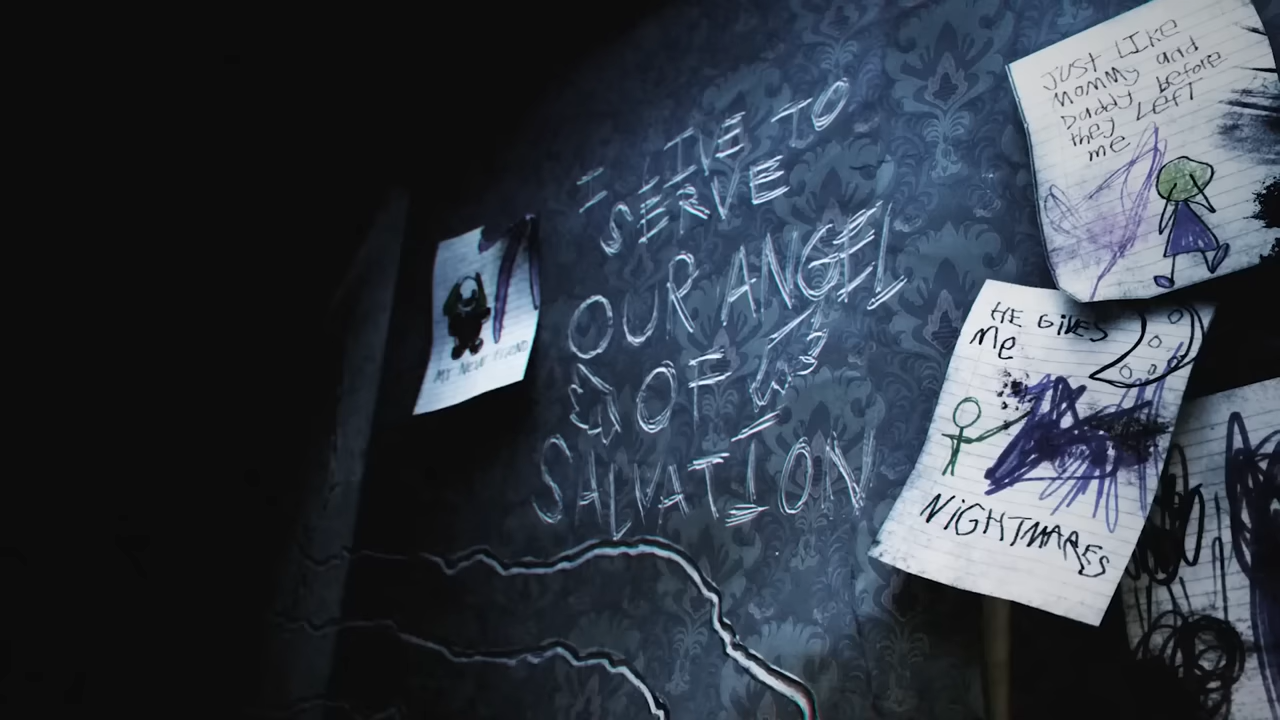 I LIVE TO
SERVE
OUR ANGEL
OF
SALVATION
MY NEW FRIEND
JUST LIKE
MOMMY and
Daddy before
they LEFT
me
HE GIVES
Me
NIGHTMARES